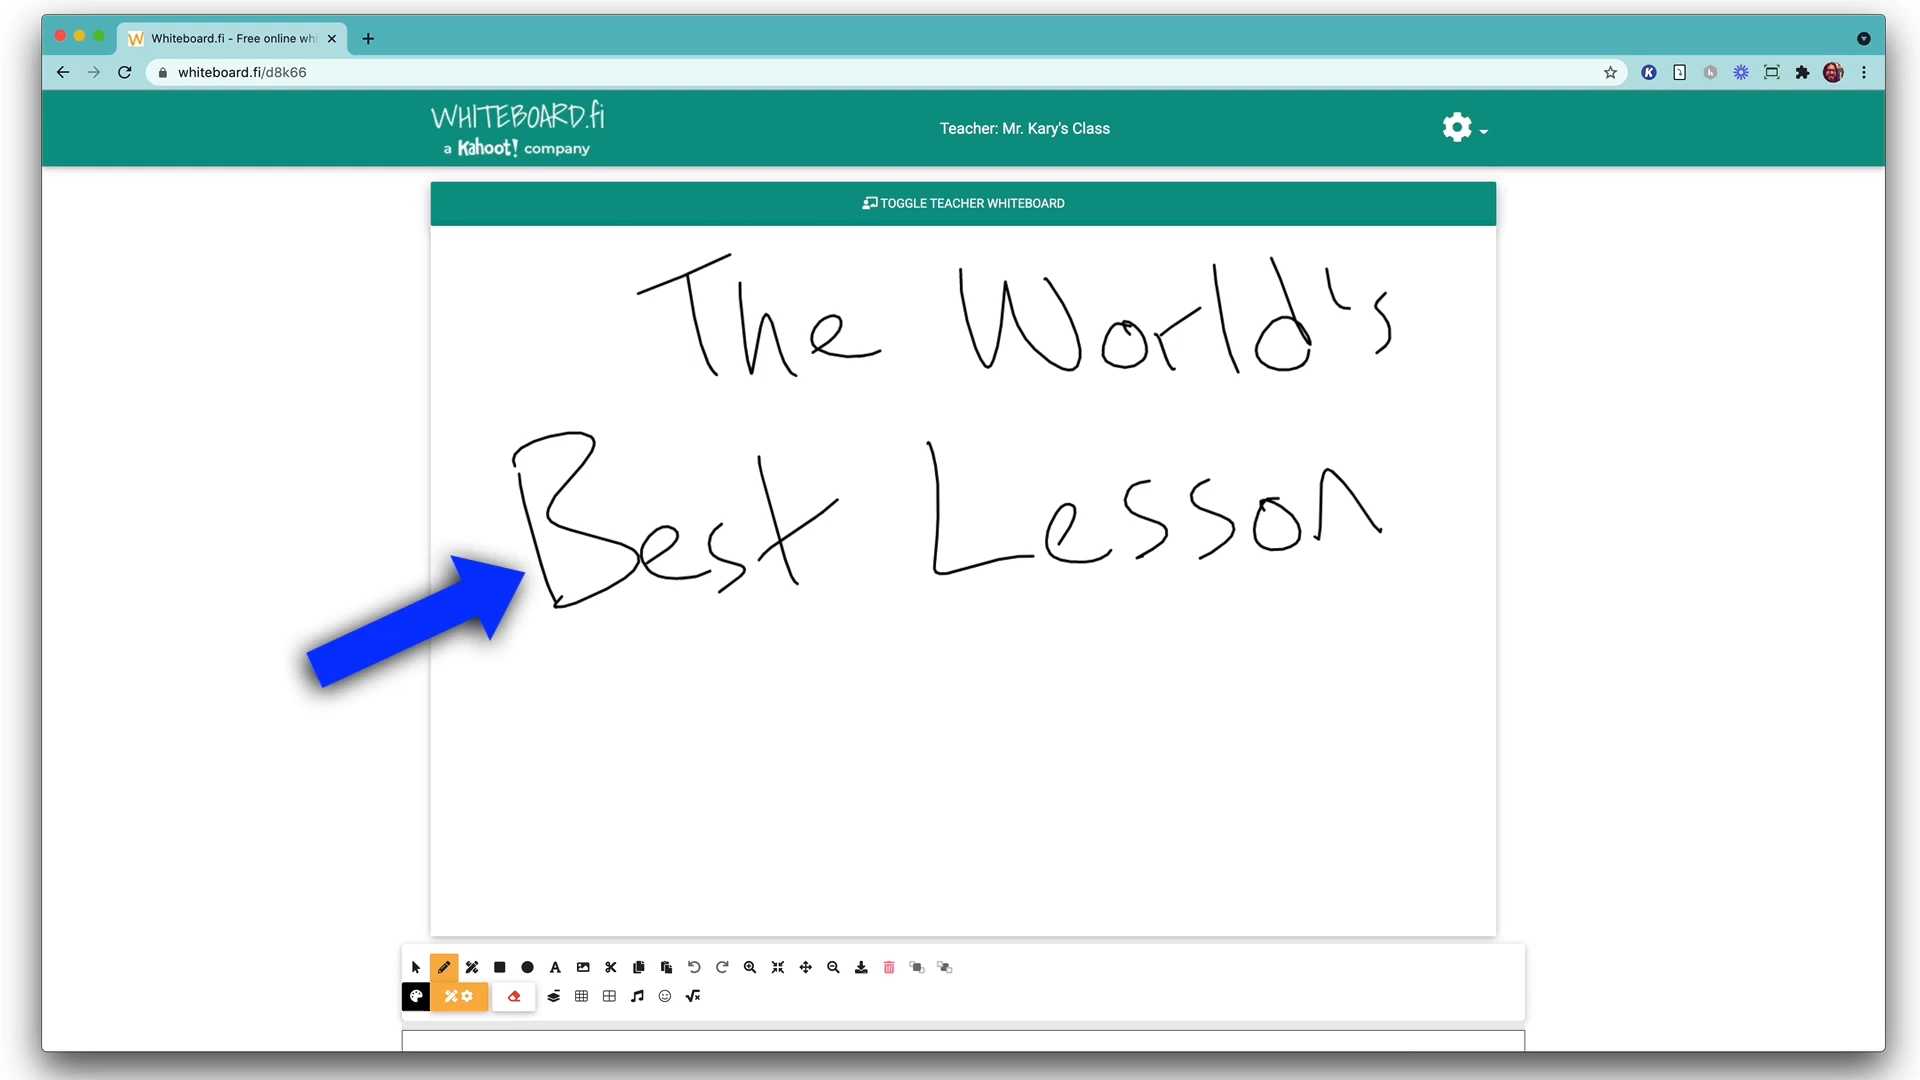 Whiteboard.fi - Free online whi
whiteboard.fi/d8k66
WHITEBOARD.fi
a Kahoot! company
Teacher: Mr. Kary's Class
TOGGLE TEACHER WHITEBOARD
The World's
Best Lesson